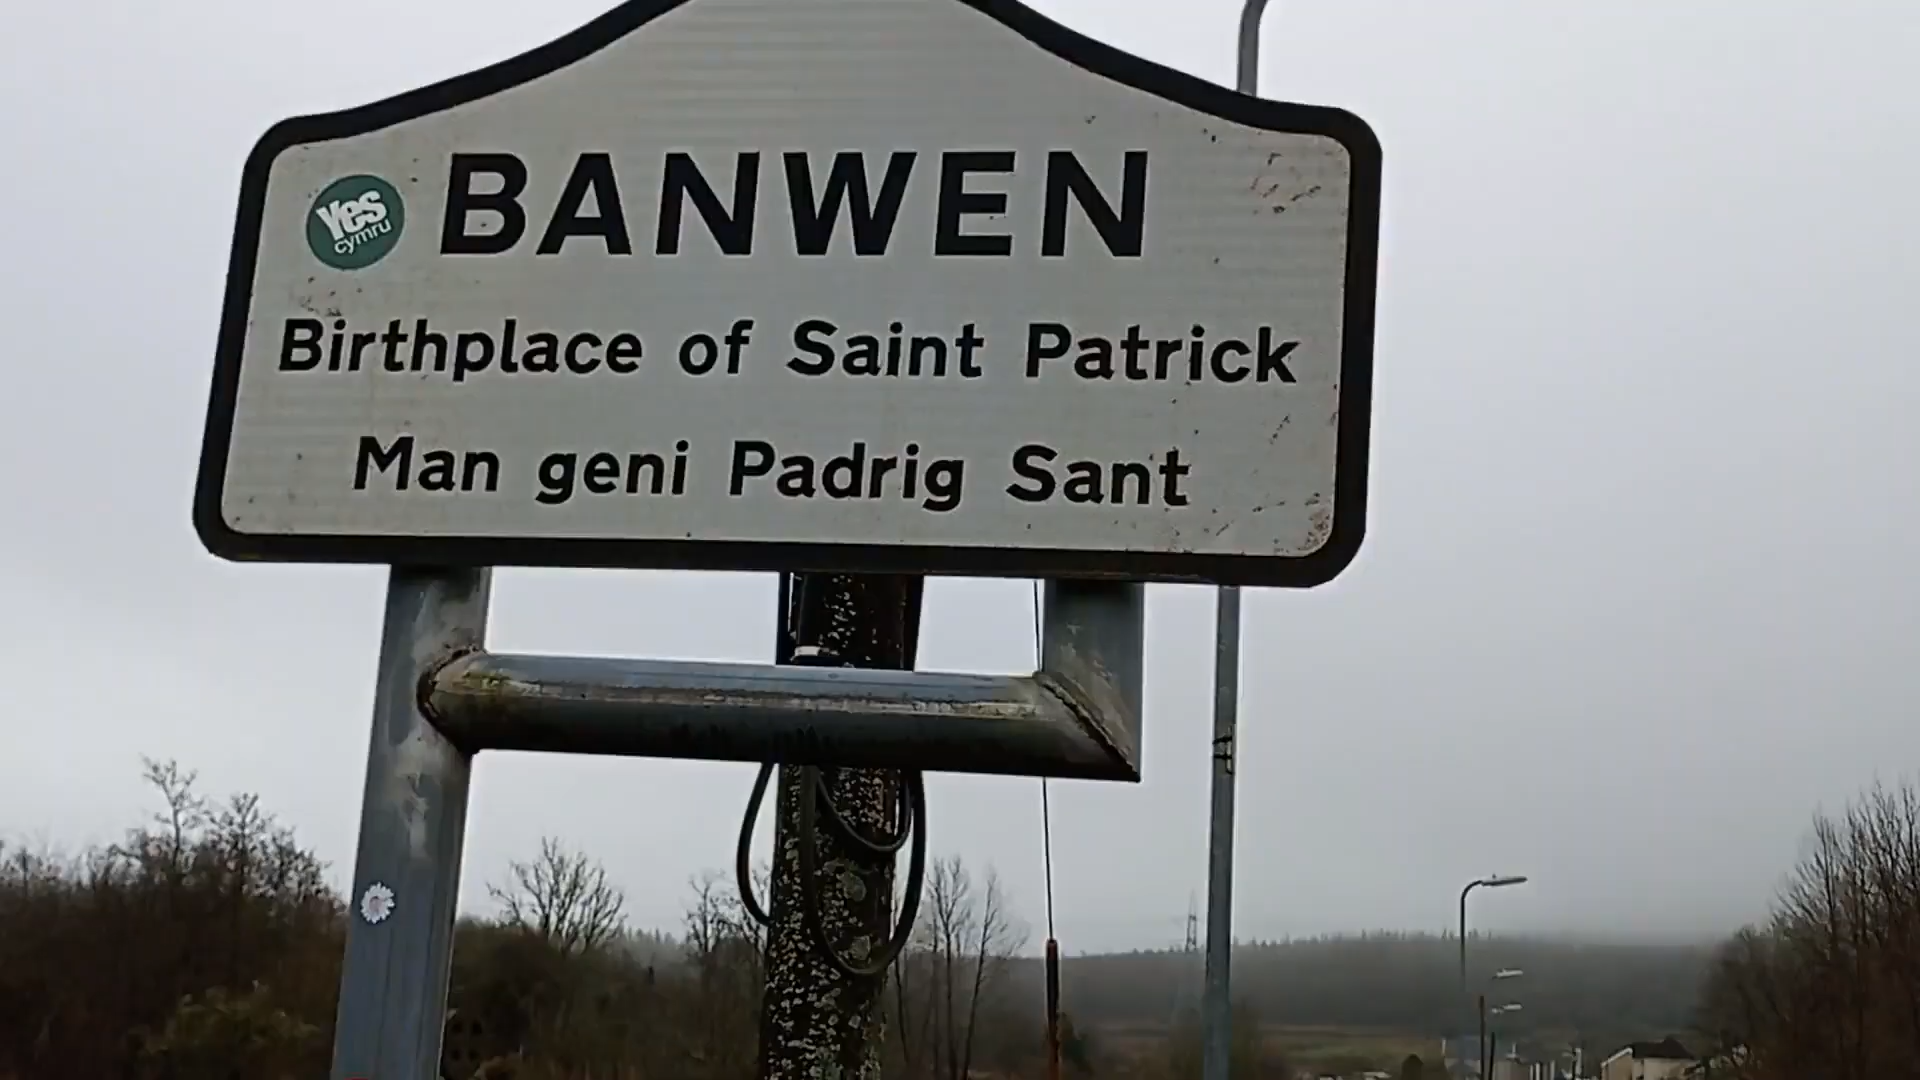 BANWEN
Yes
cymru
Birthplace of Saint Patrick
Man geni Padrig Sant